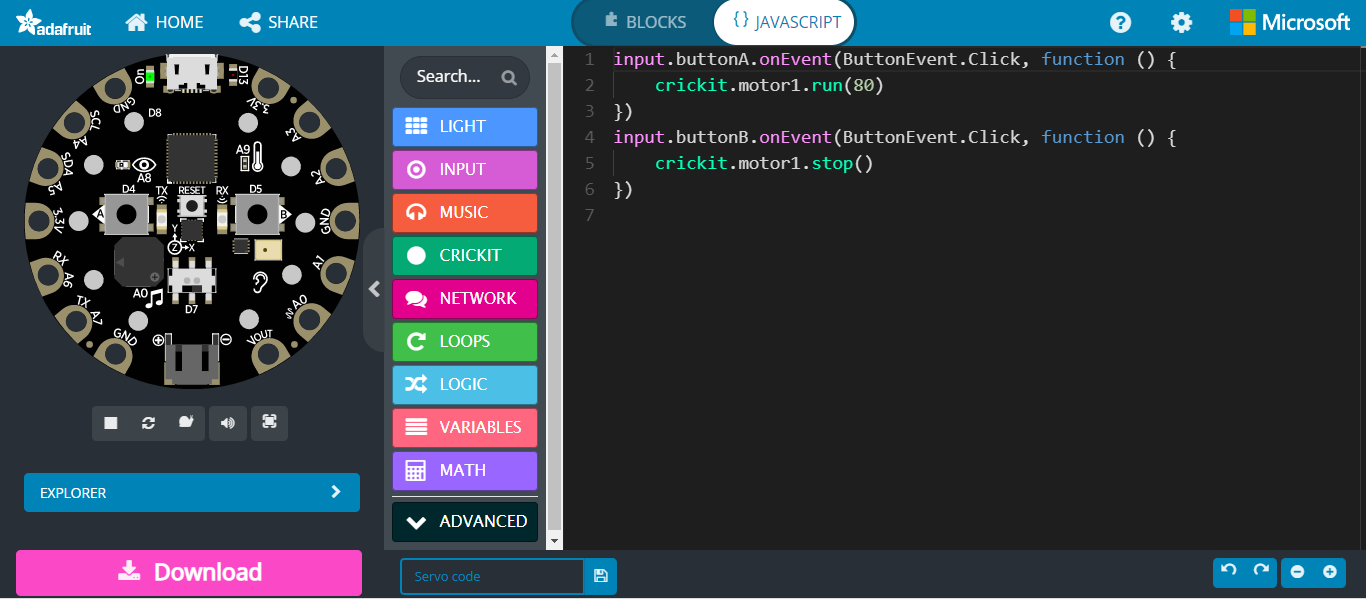 adafruit HOME SHARE BLOCKS {} JAVASCRIPT ? Microsoft
Search...
LIGHT
INPUT
MUSIC
CRICKIT
NETWORK
LOOPS
LOGIC
VARIABLES
MATH
ADVANCED
1 input.buttonA.onEvent(ButtonEvent.Click, function () {
2 crickit.motor1.run(80)
3 })
4 input.buttonB.onEvent(ButtonEvent.Click, function () {
5 crickit.motor1.stop()
6 })
7
On D13
GND 3.3V
D8
SCL A4 A3
A9
SDA A5 A8 A2
D4 TX RESET RX D5
A B
3.3V GND
Y
Z X
RX A6 A0 A1
D7
TX A7 A0
GND VOUT
EXPLORER
Download
Servo code